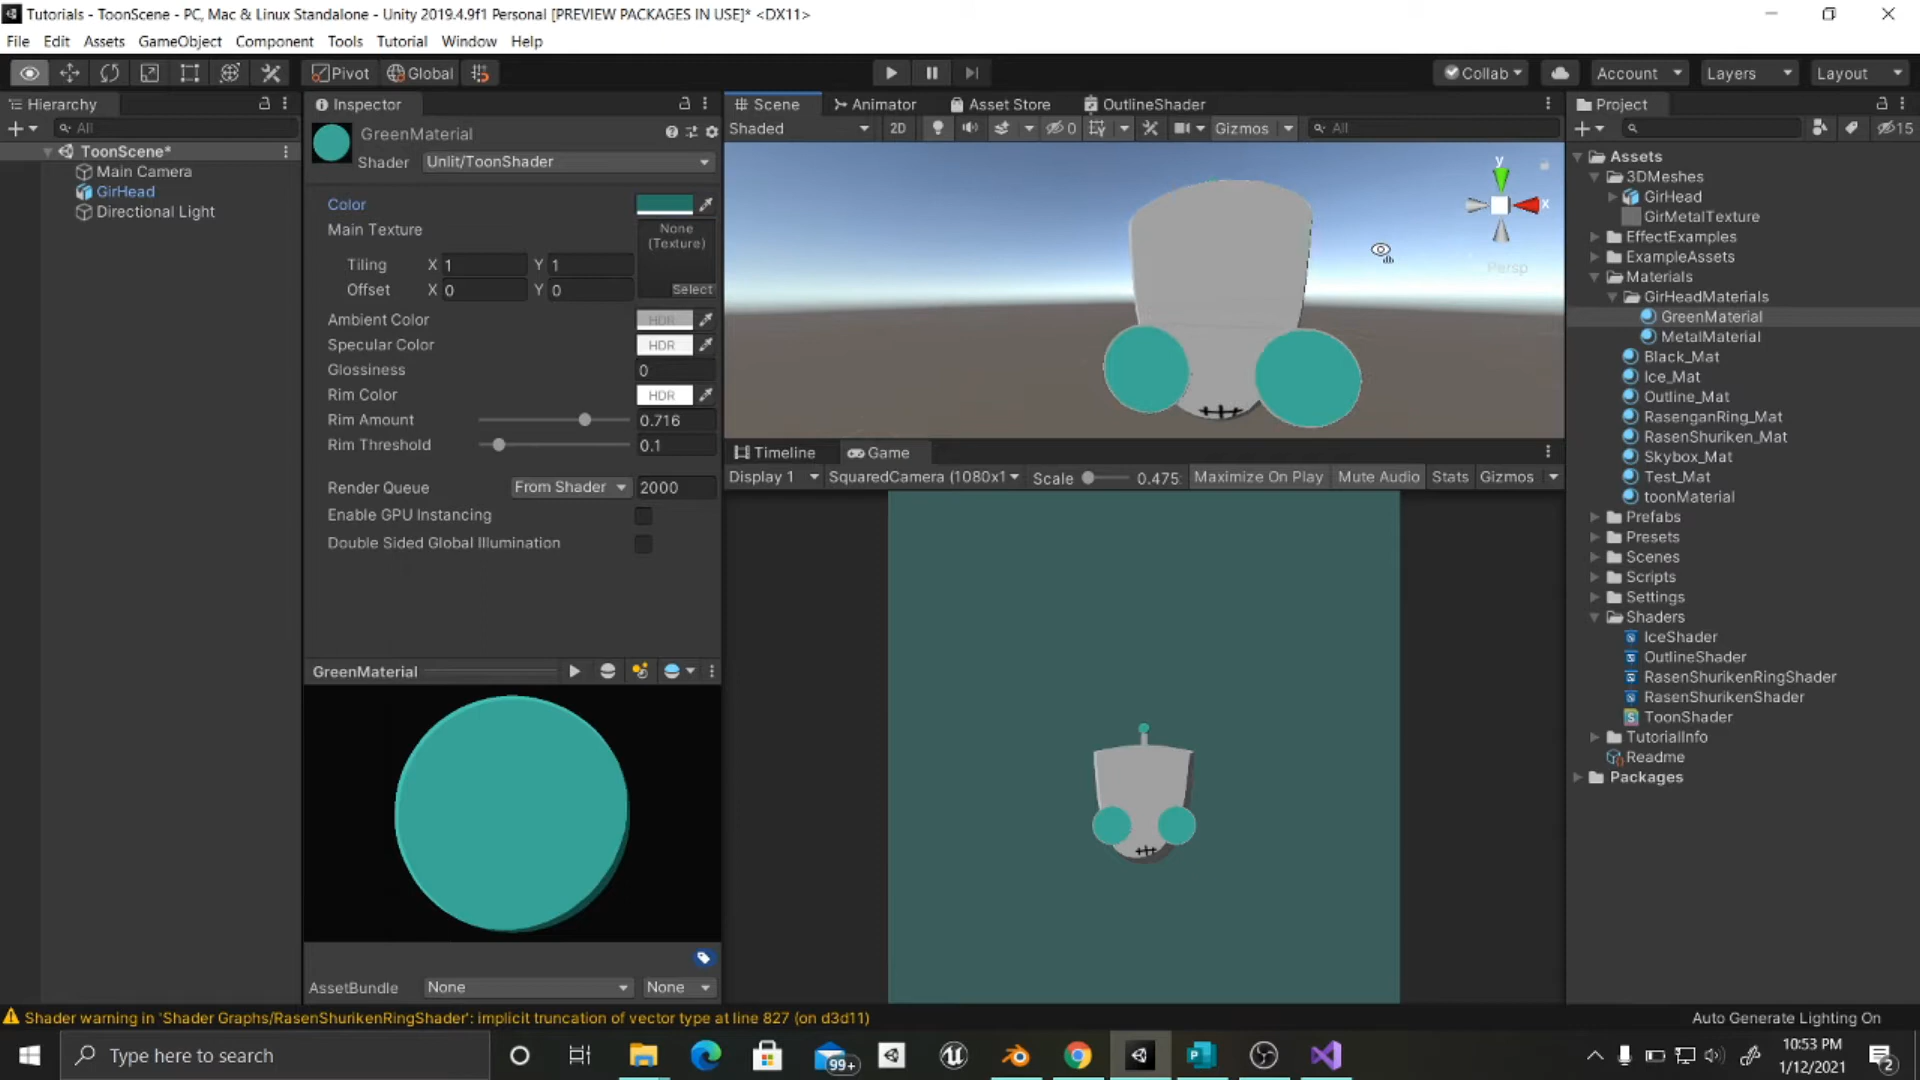 Tutorials - ToonScene - PC, Mac & Linux Standalone - Unity 2019.4.9f1 Personal [PREVIEW PACKAGES IN USE]* <DX11>
File Edit Assets GameObject Component Tools Tutorial Window Help
Pivot Global Collab Account Layers Layout
Hierarchy
All
ToonScene*
Main Camera
GirHead
Directional Light
Inspector
GreenMaterial
Shader Unlit/ToonShader
Color
Main Texture None (Texture)
Tiling X 1 Y 1
Offset X 0 Y 0 Select
Ambient Color HDR
Specular Color HDR
Glossiness 0
Rim Color HDR
Rim Amount 0.716
Rim Threshold 0.1
Render Queue From Shader 2000
Enable GPU Instancing
Double Sided Global Illumination
GreenMaterial
AssetBundle None None
Scene Animator Asset Store OutlineShader
Shaded 2D 0 Gizmos All
y
x
Persp
Timeline Game
Display 1 SquaredCamera (1080x1 Scale 0.475 Maximize On Play Mute Audio Stats Gizmos
Project
15
Assets
3DMeshes
GirHead
GirMetalTexture
EffectExamples
ExampleAssets
Materials
GirHeadMaterials
GreenMaterial
MetalMaterial
Black_Mat
Ice_Mat
Outline_Mat
RasenganRing_Mat
RasenShuriken_Mat
Skybox_Mat
Test_Mat
toonMaterial
Prefabs
Presets
Scenes
Scripts
Settings
Shaders
IceShader
OutlineShader
RasenShurikenRingShader
RasenShurikenShader
ToonShader
TutorialInfo
Readme
Packages
Shader warning in 'Shader Graphs/RasenShurikenRingShader': implicit truncation of vector type at line 827 (on d3d11)
Auto Generate Lighting On
Type here to search
99+
10:53 PM
1/12/2021
2